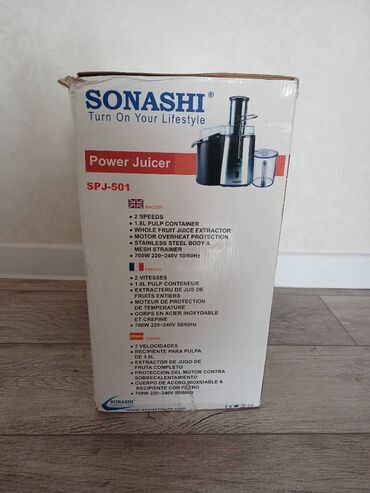 SONASHI®
Turn On Your Lifestyle
Power Juicer
SPJ-501
ENGLISH
● 2 SPEEDS
● 1.8L PULP CONTAINER
● WHOLE FRUIT JUICE EXTRACTOR
● MOTOR OVERHEAT PROTECTION
● STAINLESS STEEL BODY &
MESH STRAINER
● 700W 220~240V 50/60Hz
FRENCH
● 2 VITESSES
● 1.8L PULP CONTENEUR
● EXTRACTERU DE JUS DE
FRUITS ENTIERS
● MOTEUR DE PROTECTION
DE TEMPERATURE
● CORPS EN ACIER INOXYDABLE
ET CREPINE
● 700W 220~240V 50/60Hz
● 2 VELOCIDADES
● RECIPIENTE PARA PULPA
DE 1.8L
● EXTRACTOR DE JUGO DE
FRUTA COMPLETO
● PROTECCION DEL MOTOR CONTRA
SOBRECALENTAMIENTO
● CUERPO DE ACERO INOXIDABLE &
RECIPIENTE CON FILTRO
● 700W 220~240V 50/60Hz
SONASHI